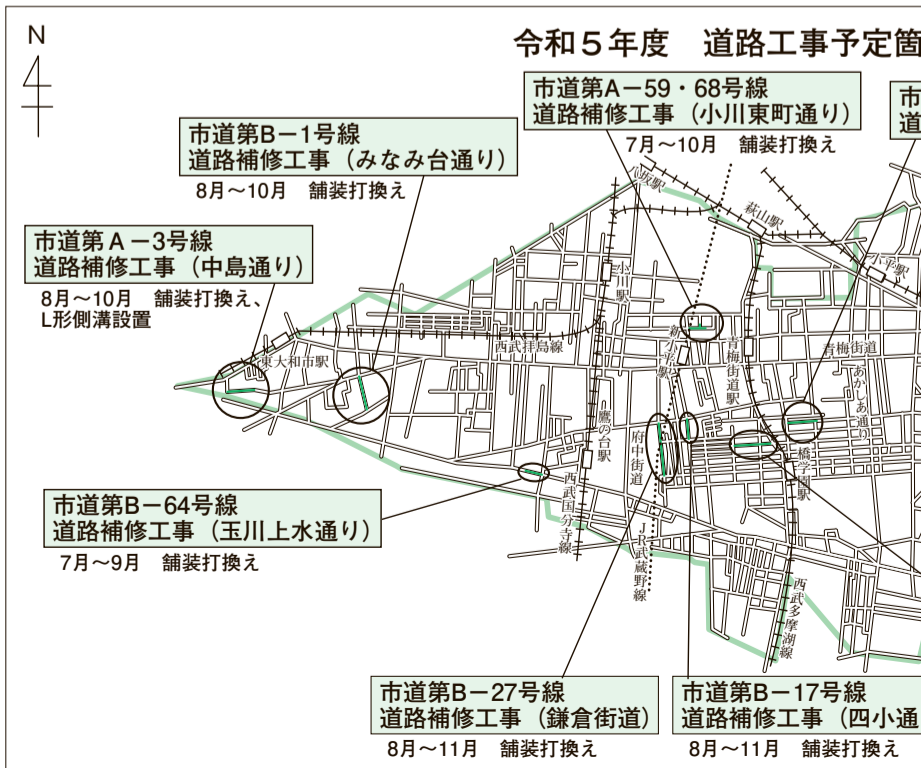 N
令和５年度　道路工事予定箇
市道第A－59・68号線
道路補修工事（小川東町通り）
7月～10月　舗装打換え
市
道
市道第B－1号線
道路補修工事（みなみ台通り）
8月～10月　舗装打換え
市道第A－3号線
道路補修工事（中島通り）
8月～10月　舗装打換え、
L形側溝設置
八坂駅
萩山駅
小平駅
小川駅
新小平駅
青梅街道駅
青梅街道
あかしあ通り
西武拝島線
東大和市駅
鷹の台駅
府中街道
橋学園駅
西武国分寺線
JR武蔵野線
西武多摩湖線
市道第B－64号線
道路補修工事（玉川上水通り）
7月～9月　舗装打換え
市道第B－27号線
道路補修工事（鎌倉街道）
8月～11月　舗装打換え
市道第B－17号線
道路補修工事（四小通
8月～11月　舗装打換え